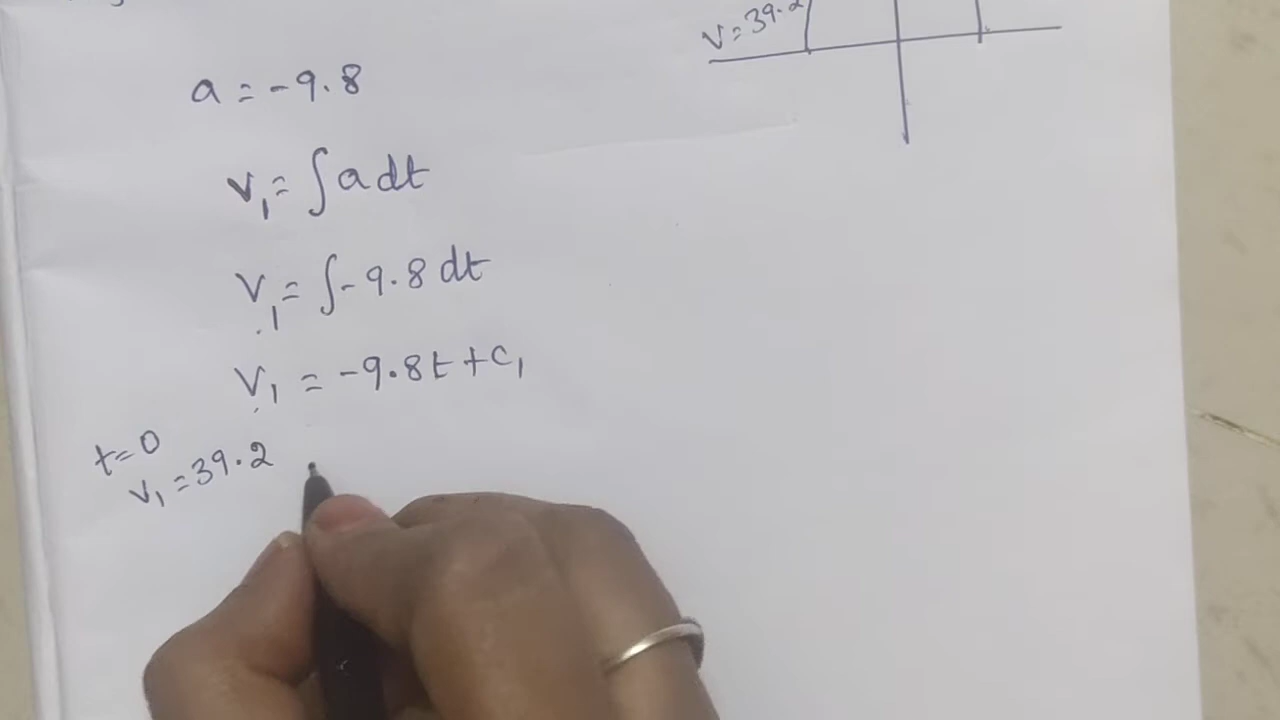 v = 39.2
a = -9.8
v₁ = ∫a dt
v₁ = ∫-9.8 dt
v₁ = -9.8t + c₁
t = 0
v₁ = 39.2